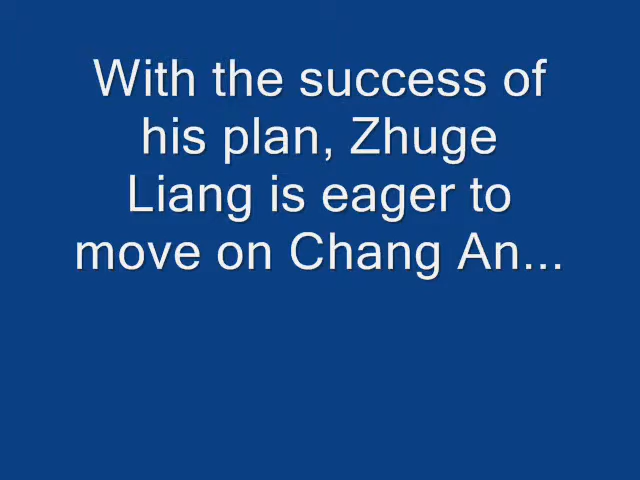 With the success of
his plan, Zhuge
Liang is eager to
move on Chang An...